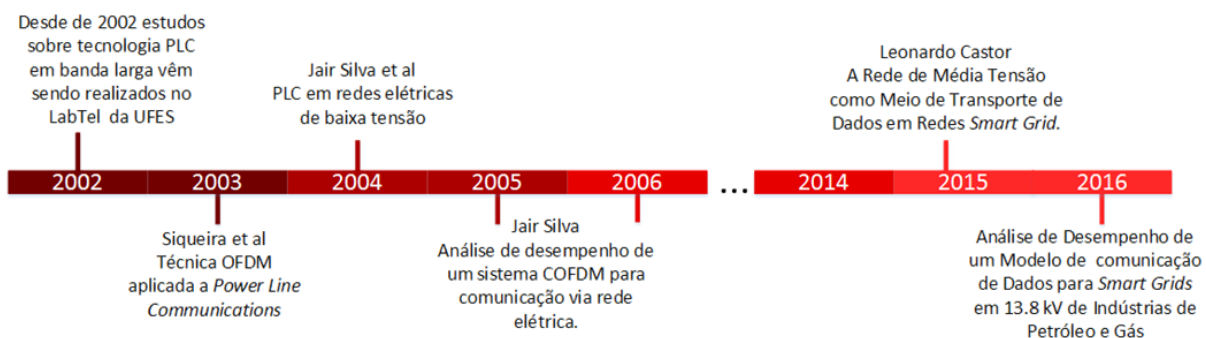 Desde de 2002 estudos
sobre tecnologia PLC
em banda larga vêm
sendo realizados no
LabTel da UFES
Jair Silva et al
PLC em redes elétricas
de baixa tensão
Leonardo Castor
A Rede de Média Tensão
como Meio de Transporte de
Dados em Redes Smart Grid.
2002
2003
2004
2005
2006
...
2014
2015
2016
Siqueira et al
Técnica OFDM
aplicada a Power Line
Communications
Jair Silva
Análise de desempenho de
um sistema COFDM para
comunicação via rede
elétrica.
Análise de Desempenho de
um Modelo de comunicação
de Dados para Smart Grids
em 13.8 kV de Indústrias de
Petróleo e Gás